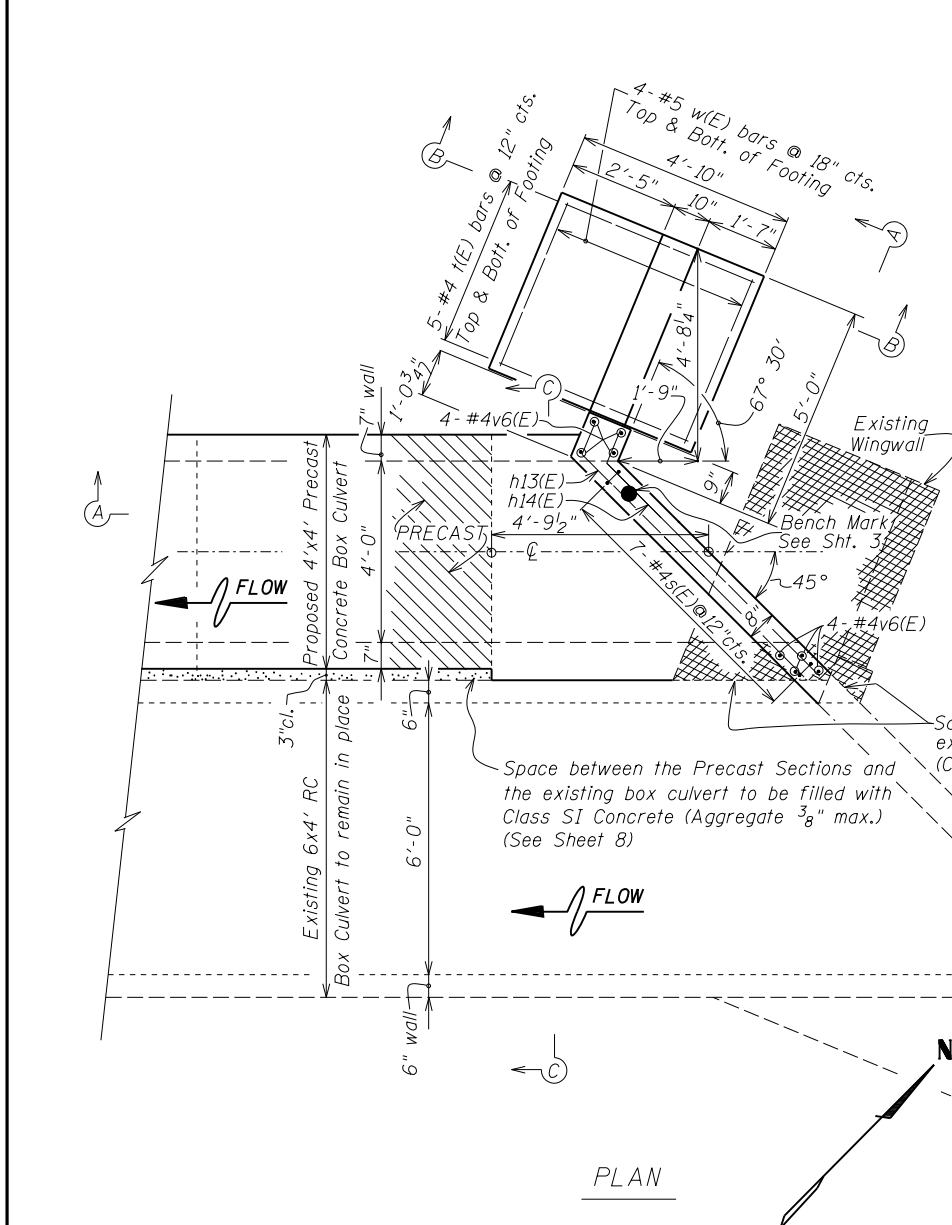 4- #5 w(E) bars @ 18" cts.
Top & Bott. of Footing
5- #4 t(E) bars @ 12" cts.
Top & Bott. of Footing
4'-10"
2'-5"
10"
1'-7"
A
B
B
4'-8¼"
1'-9"
67° 30'
5'-0"
9"
1'-0¾"
7" wall
C
4- #4v6(E)
h13(E)
h14(E)
4'-9½"
PRECAST
℄
Existing
Wingwall
Bench Mark
See Sht. 3
45°
4- #4v6(E)
7- #4s(E)@12"cts.
8"
A
FLOW
Proposed 4'x4' Precast
Concrete Box Culvert
4'-0"
7"
3"cl.
6"
Existing 6x4' RC
Box Culvert to remain in place
6'-0"
6" wall
Space between the Precast Sections and
the existing box culvert to be filled with
Class SI Concrete (Aggregate ⅜" max.)
(See Sheet 8)
FLOW
C
N
PLAN